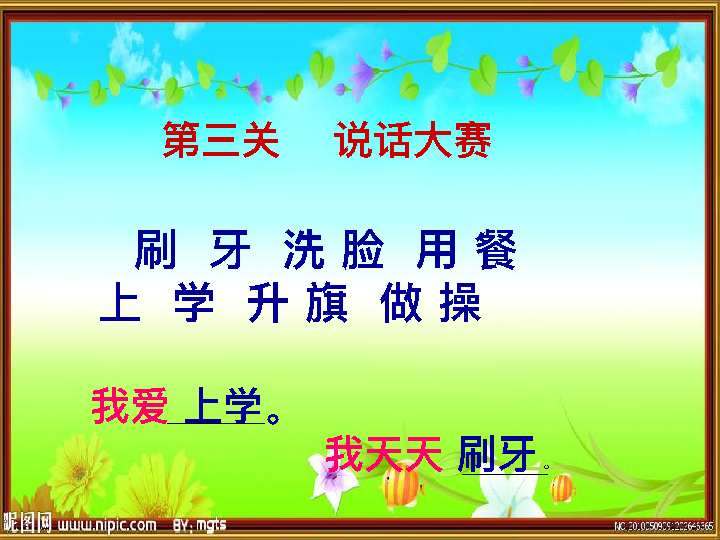 第三关 说话大赛
刷 牙 洗 脸 用 餐
上 学 升 旗 做 操
我爱 上学。
我天天 刷牙。
昵图网 www.nipic.com BY:mgts
NO:20100509091202646365